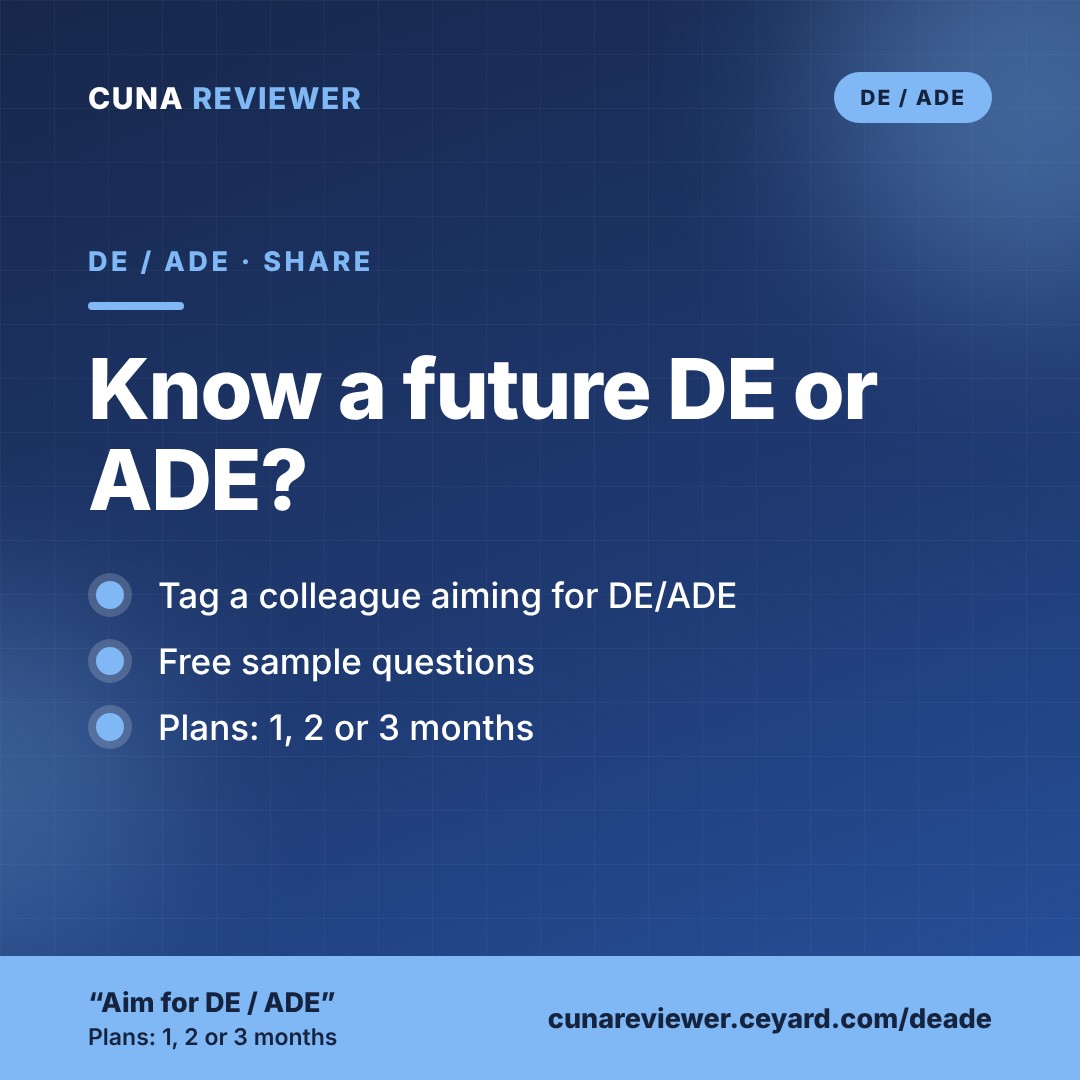 CUNA REVIEWER
DE / ADE
DE / ADE · SHARE
Know a future DE or
ADE?
Tag a colleague aiming for DE/ADE
Free sample questions
Plans: 1, 2 or 3 months
“Aim for DE / ADE”
Plans: 1, 2 or 3 months
cunareviewer.ceyard.com/deade